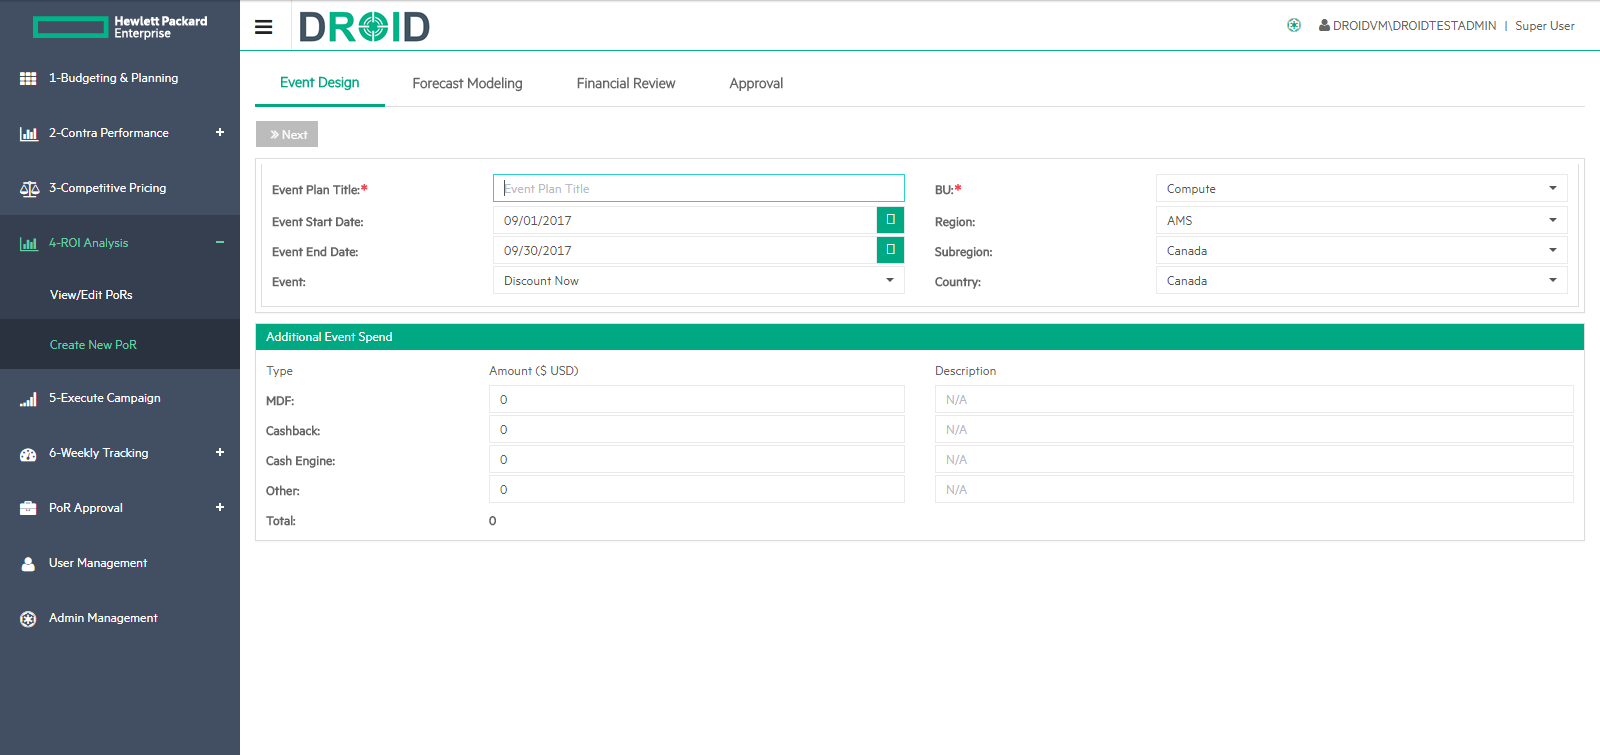 Hewlett Packard
Enterprise
DROID
DROIDVM\DROIDTESTADMIN | Super User
1-Budgeting & Planning
2-Contra Performance +
3-Competitive Pricing
4-ROI Analysis −
View/Edit PoRs
Create New PoR
5-Execute Campaign
6-Weekly Tracking +
PoR Approval +
User Management
Admin Management
Event Design Forecast Modeling Financial Review Approval
» Next
Event Plan Title:* Event Plan Title BU:* Compute
Event Start Date: 09/01/2017 Region: AMS
Event End Date: 09/30/2017 Subregion: Canada
Event: Discount Now Country: Canada
Additional Event Spend
Type Amount ($ USD) Description
MDF: 0 N/A
Cashback: 0 N/A
Cash Engine: 0 N/A
Other: 0 N/A
Total: 0